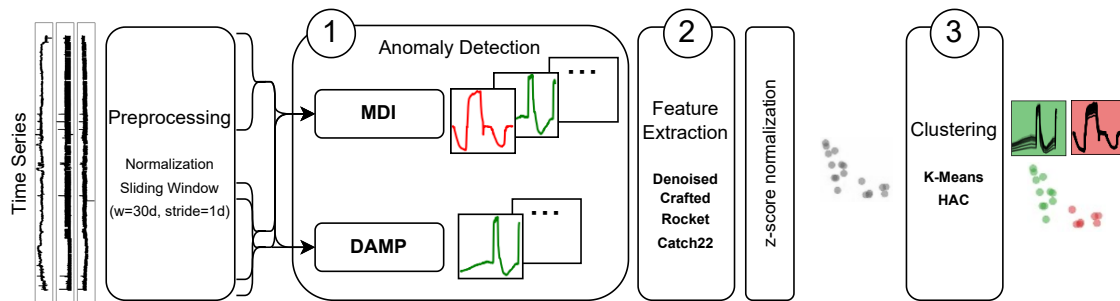 Time Series
Preprocessing
Normalization
Sliding Window
(w=30d, stride=1d)
1
Anomaly Detection
MDI
...
DAMP
...
2
Feature
Extraction
Denoised
Crafted
Rocket
Catch22
z-score normalization
3
Clustering
K-Means
HAC